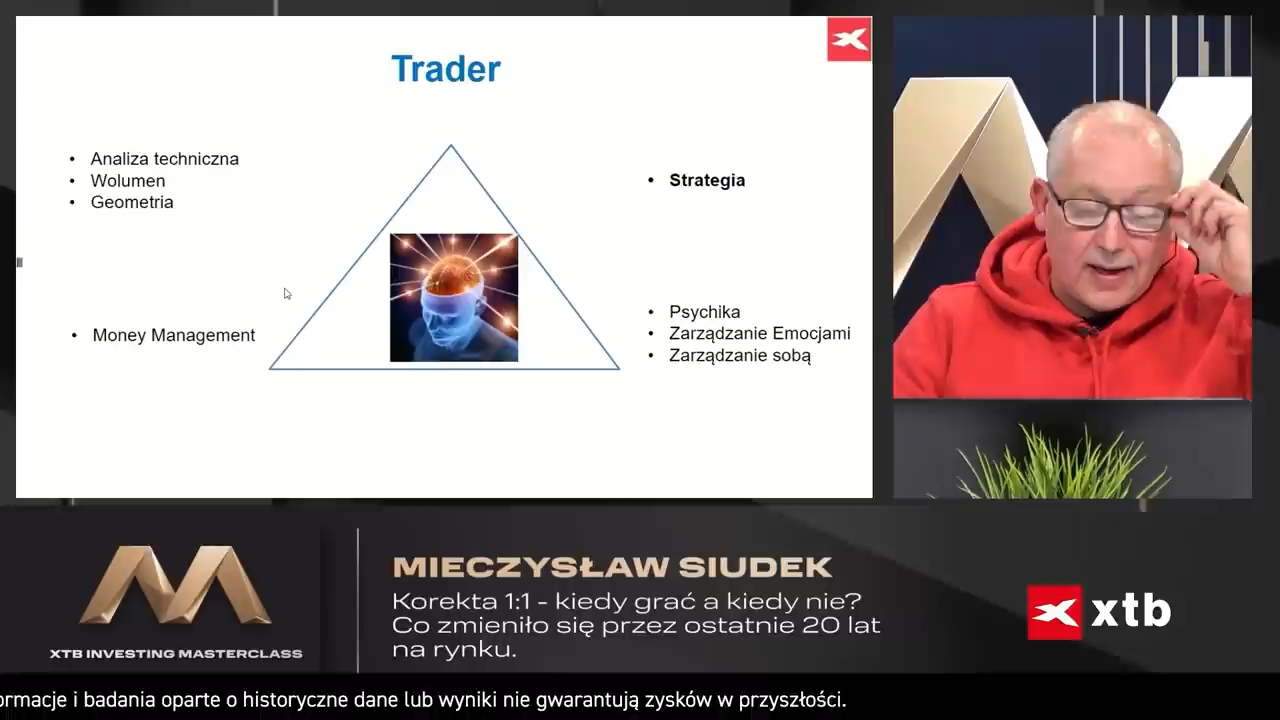 Trader
Analiza techniczna
Wolumen
Geometria
Strategia
Money Management
Psychika
Zarządzanie Emocjami
Zarządzanie sobą
MIECZYSŁAW SIUDEK
Korekta 1:1 - kiedy grać a kiedy nie?
Co zmieniło się przez ostatnie 20 lat
na rynku.
XTB INVESTING MASTERCLASS
xtb
i badania oparte o historyczne dane lub wyniki nie gwarantują zysków w przyszłości.